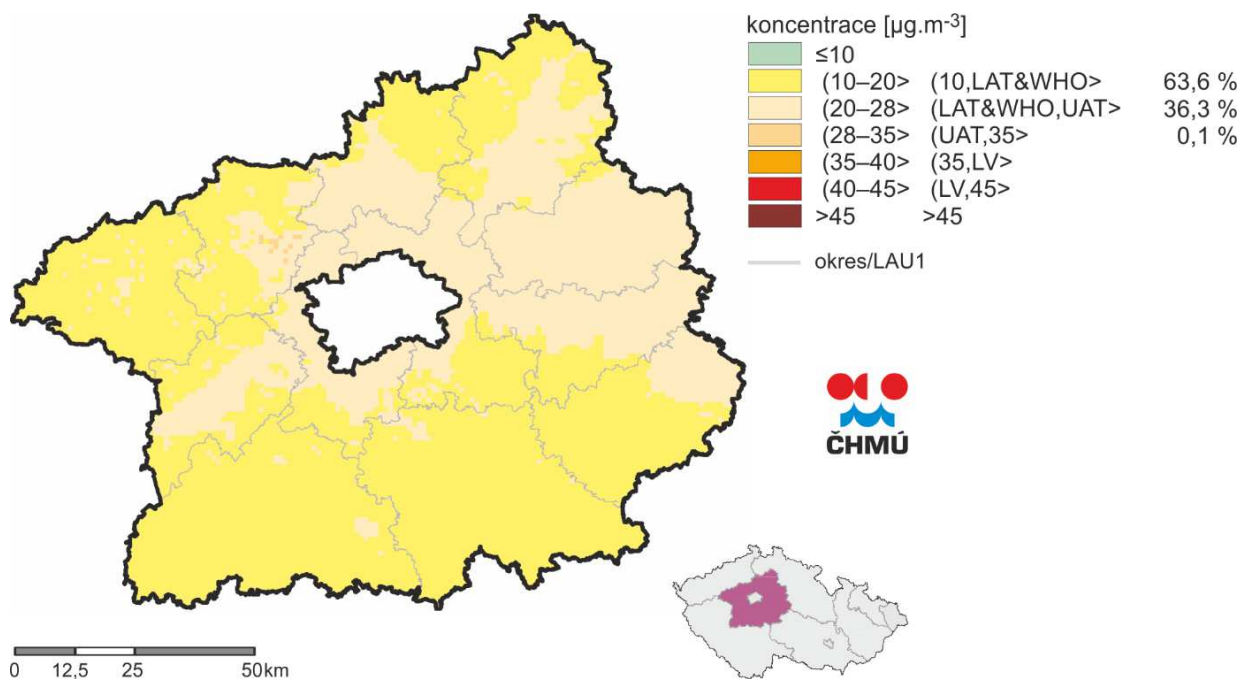 koncentrace [µg.m-3]
≤10
(10–20> (10,LAT&WHO> 63,6 %
(20–28> (LAT&WHO,UAT> 36,3 %
(28–35> (UAT,35> 0,1 %
(35–40> (35,LV>
(40–45> (LV,45>
>45 >45
okres/LAU1
ČHMÚ
0 12,5 25 50km